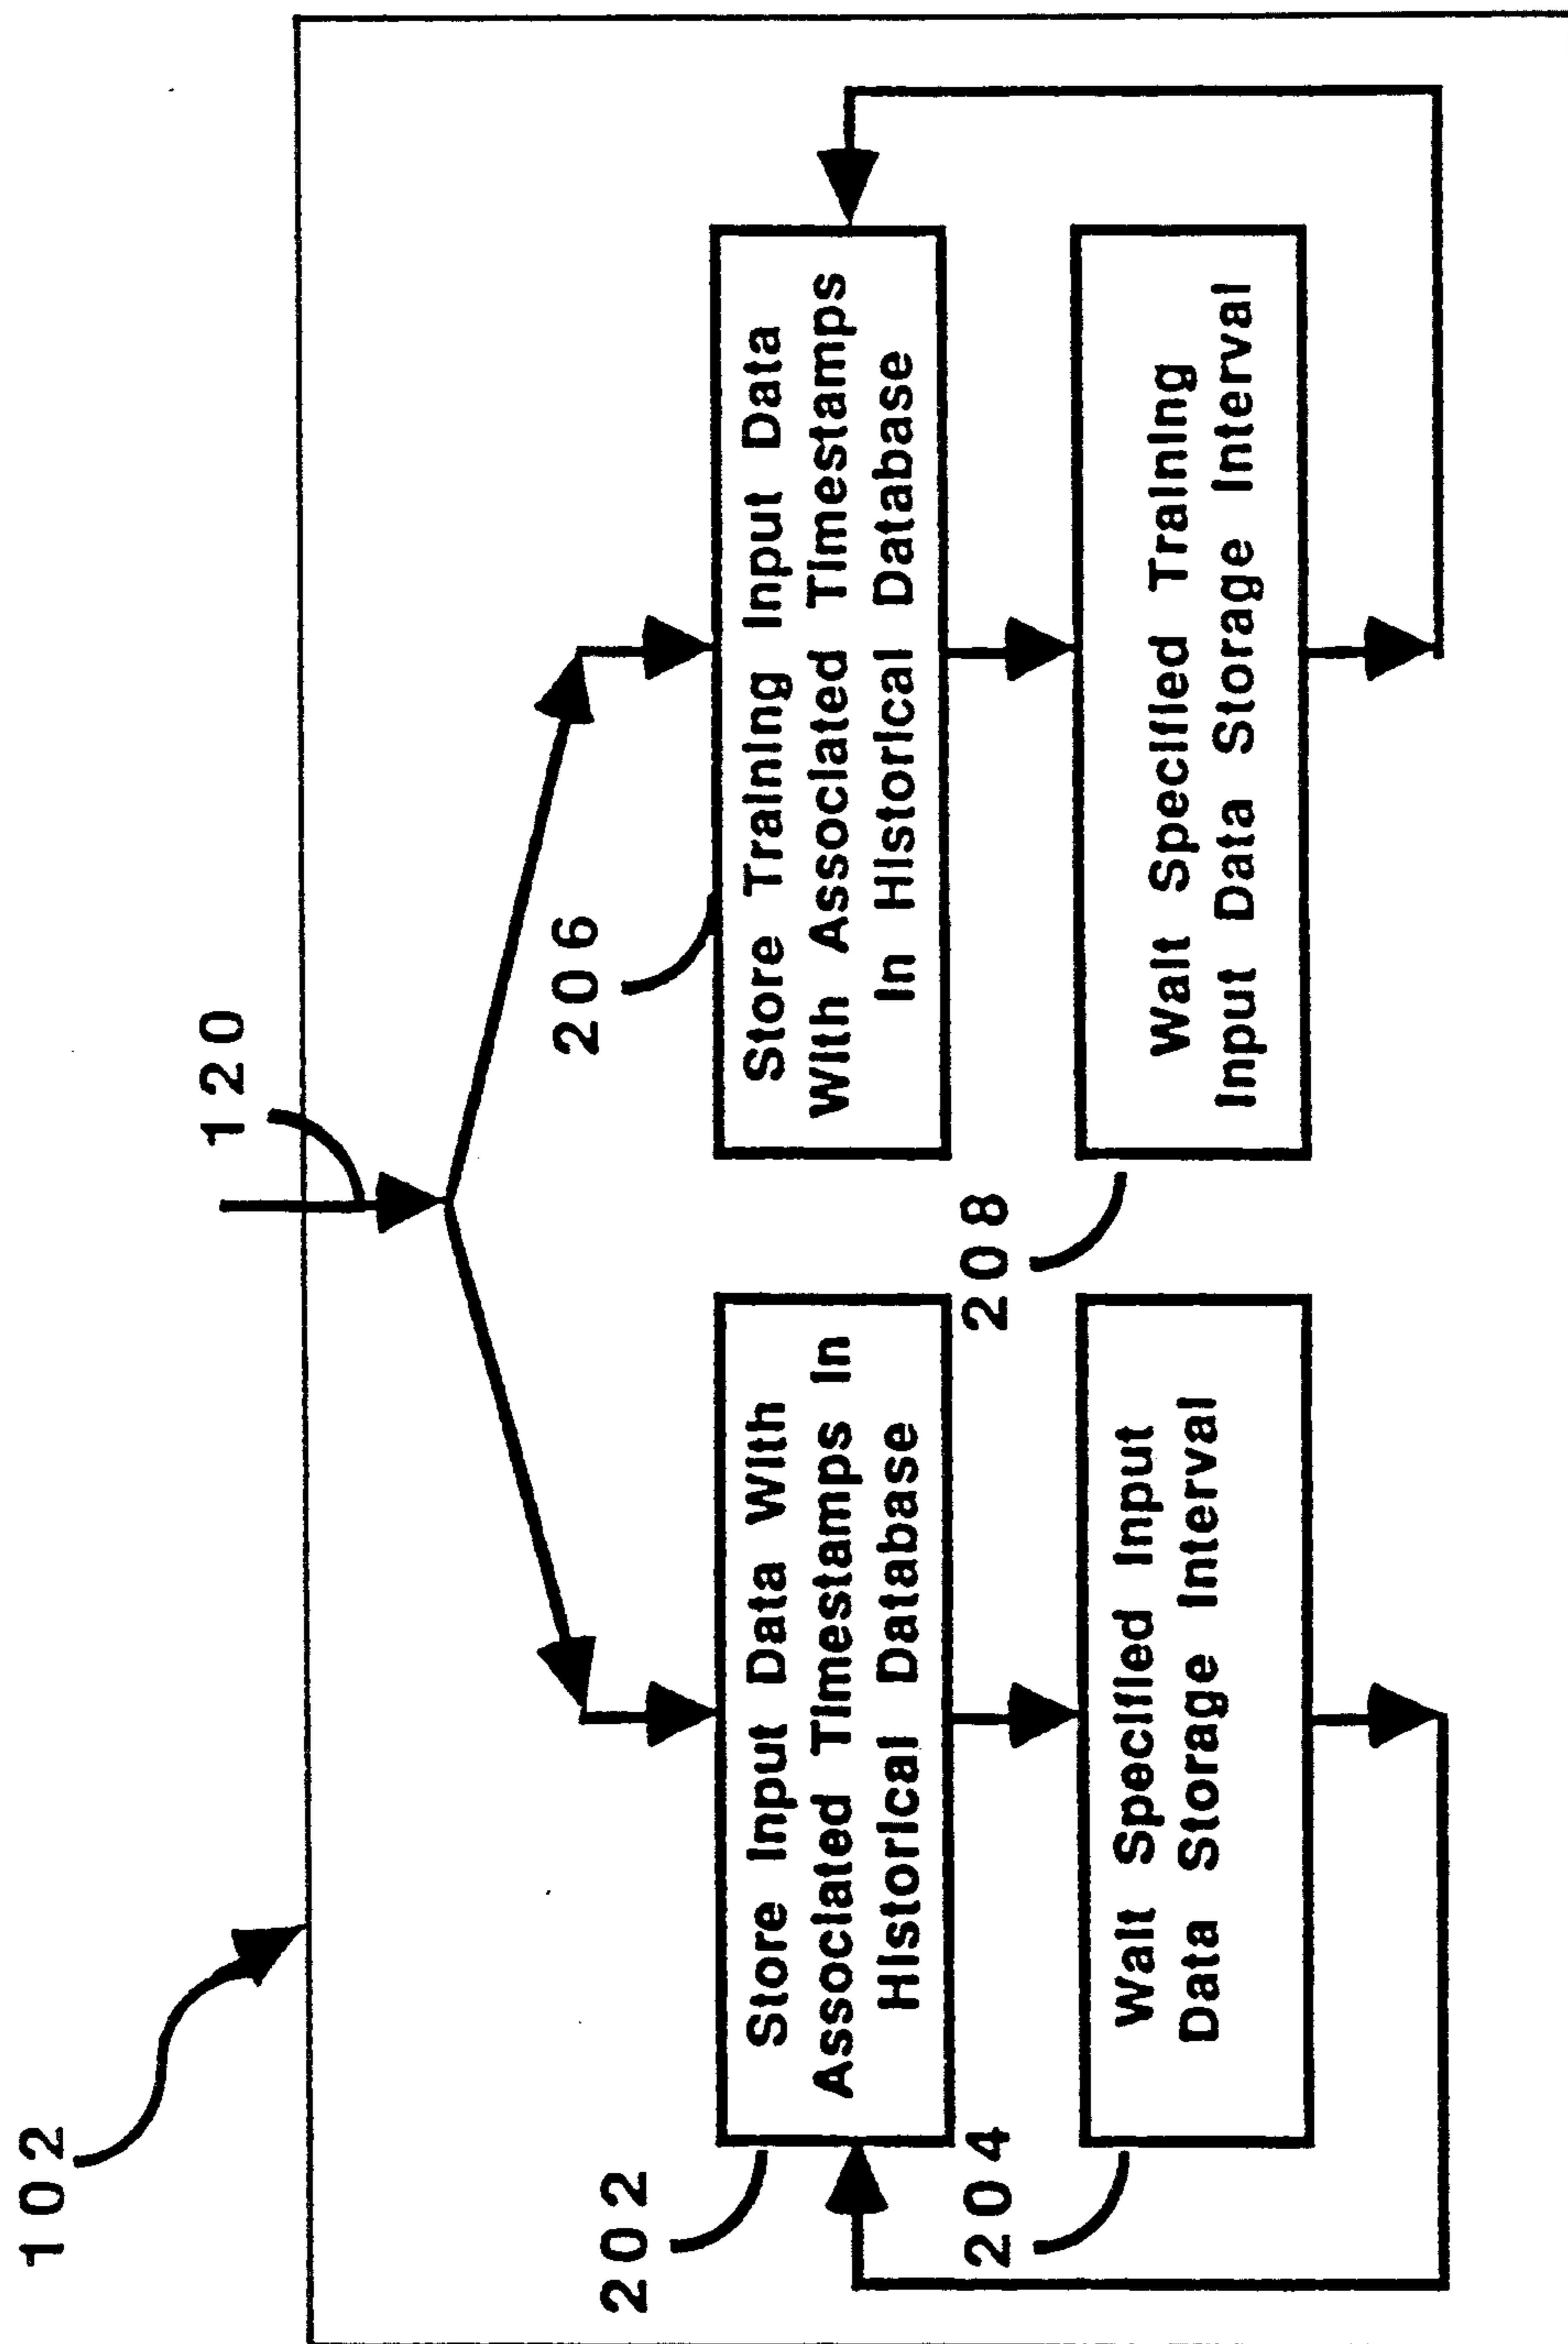 102
120
202
Store Input Data With
Associated Timestamps In
Historical Database
204
Wait Specified Input
Data Storage Interval
206
Store Training Input Data
With Associated Timestamps
In Historical Database
208
Wait Specified Training
Input Data Storage Interval